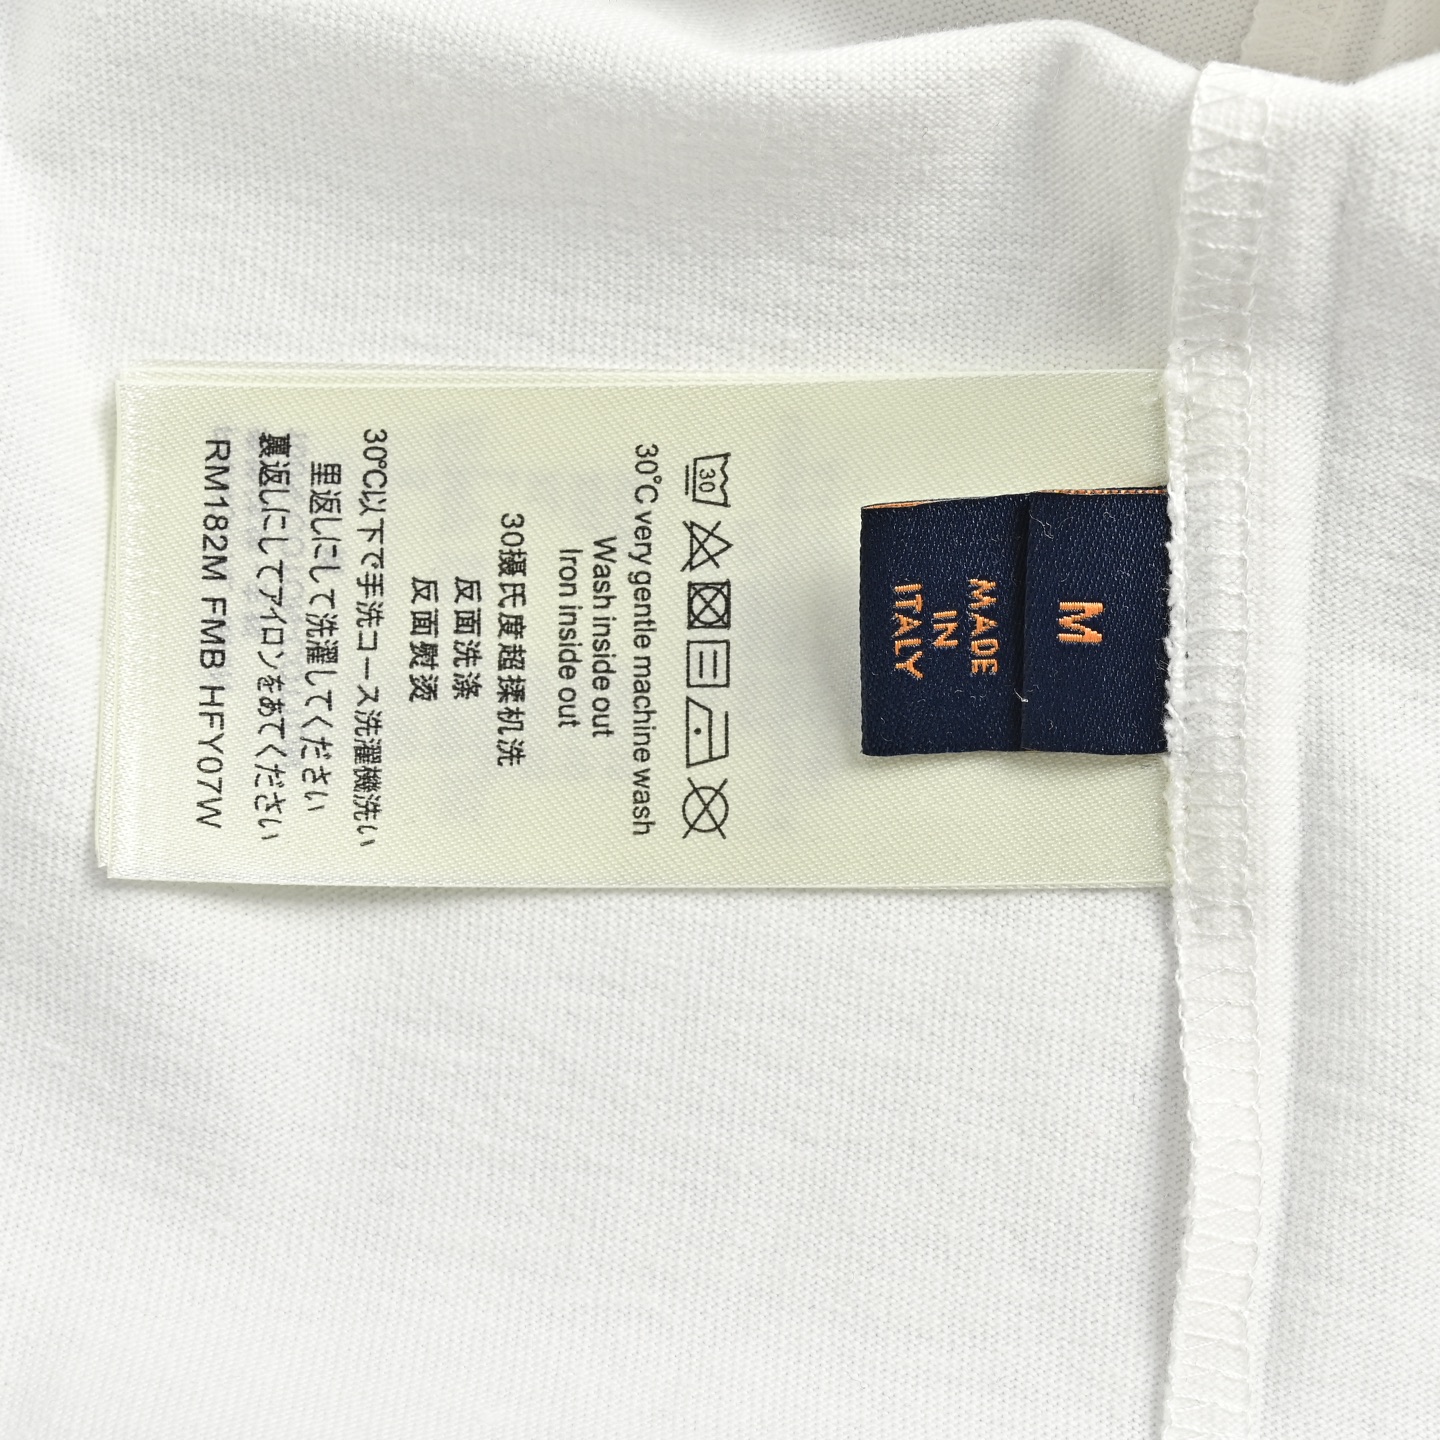 M
MADE
IN
ITALY
30
30°C very gentle machine wash
Wash inside out
Iron inside out
30摄氏度超揉机洗
反面洗涤
反面熨烫
30℃以下で手洗コース洗濯機洗い
里返しにして洗濯してください
裏返しにしてアイロンをあてください
RM182M FMB HFY07W